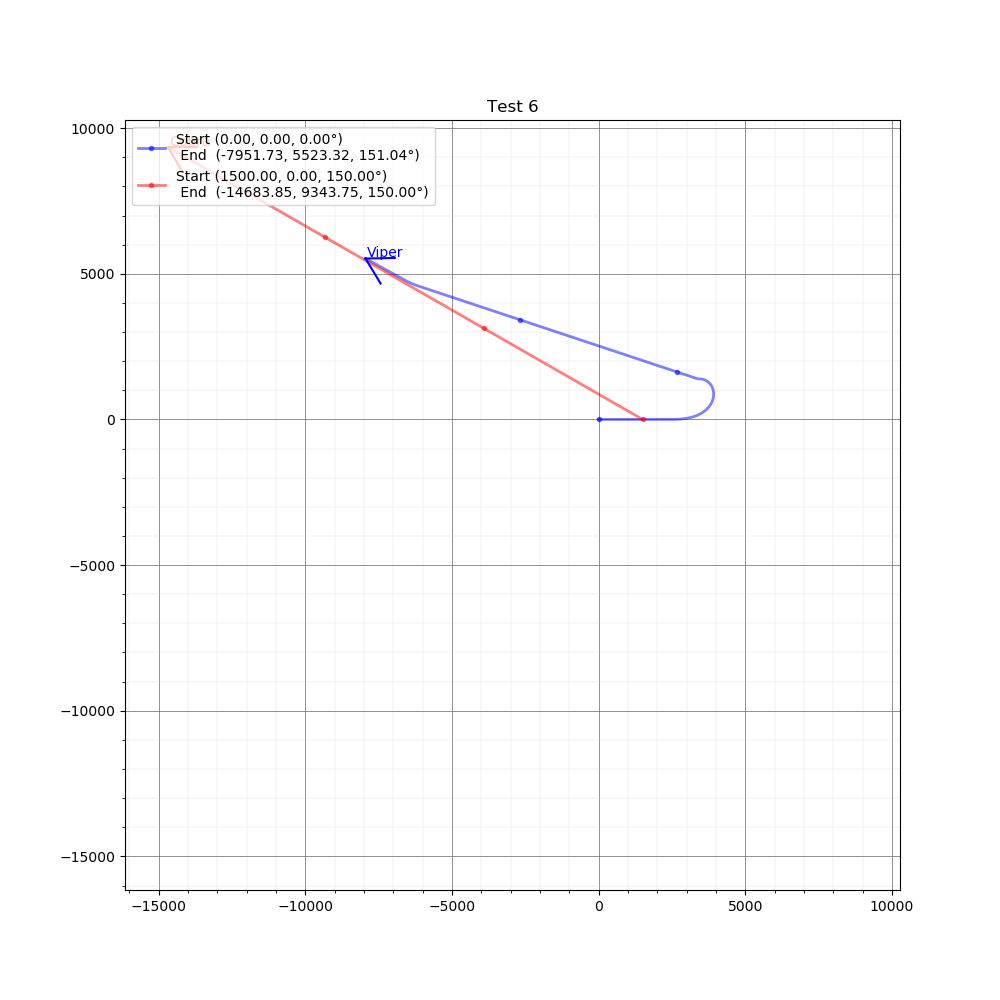 Test 6
Start (0.00, 0.00, 0.00°)
End (-7951.73, 5523.32, 151.04°)
Start (1500.00, 0.00, 150.00°)
End (-14683.85, 9343.75, 150.00°)
Viper
10000
5000
0
−5000
−10000
−15000
−15000
−10000
−5000
0
5000
10000